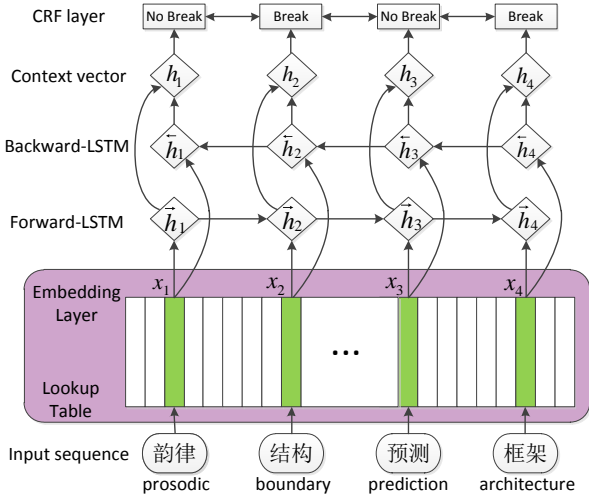 CRF layer No Break Break No Break Break
Context vector h1 h2 h3 h4
Backward-LSTM ←h1 ←h2 ←h3 ←h4
Forward-LSTM →h1 →h2 →h3 →h4
x1 x2 x3 x4
Embedding
Layer
...
Lookup
Table
Input sequence 韵律 结构 预测 框架
prosodic boundary prediction architecture